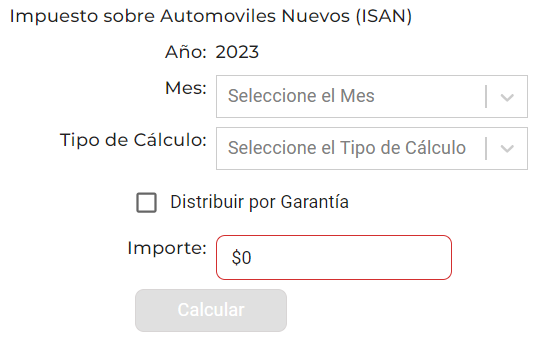 Impuesto sobre Automoviles Nuevos (ISAN)
Año: 2023
Mes: Seleccione el Mes
Tipo de Cálculo: Seleccione el Tipo de Cálculo
Distribuir por Garantía
Importe: $0
Calcular